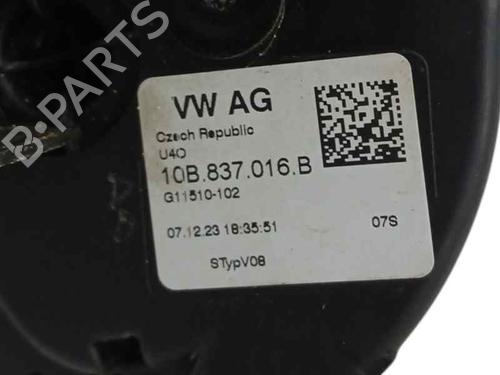 B-PARTS
VW AG
Czech Republic
U4O
10B.837.016.B
G11510-102
07.12.23 18:35:51
07S
STypV08